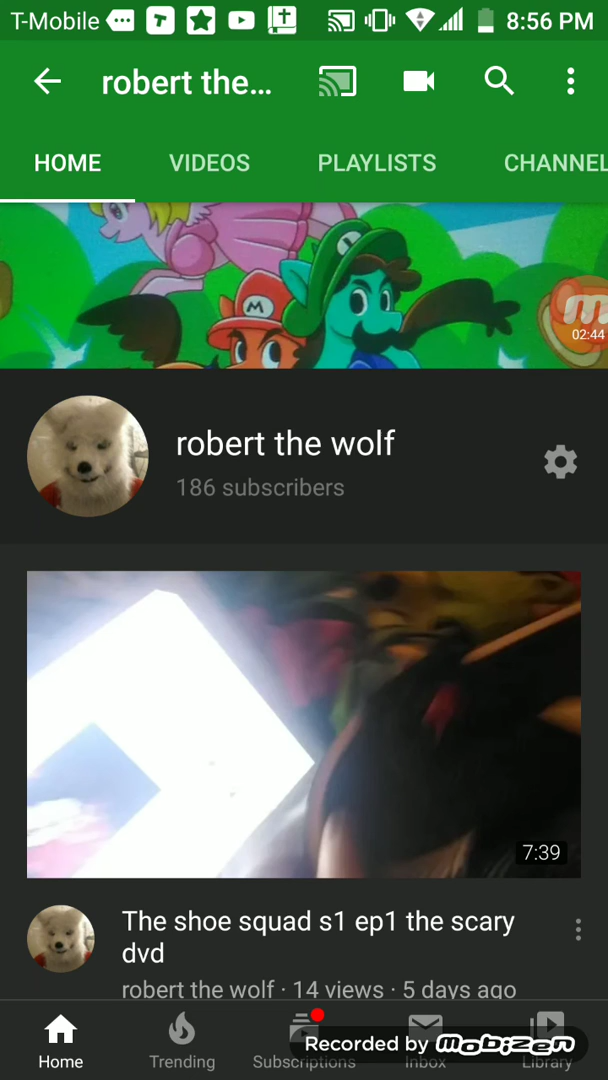 T-Mobile 8:56 PM
robert the...
HOME VIDEOS PLAYLISTS CHANNEL
M
02:44
robert the wolf
186 subscribers
7:39
The shoe squad s1 ep1 the scary
dvd
robert the wolf · 14 views · 5 days ago
Recorded by mobizen
Home Trending Subscriptions Inbox Library